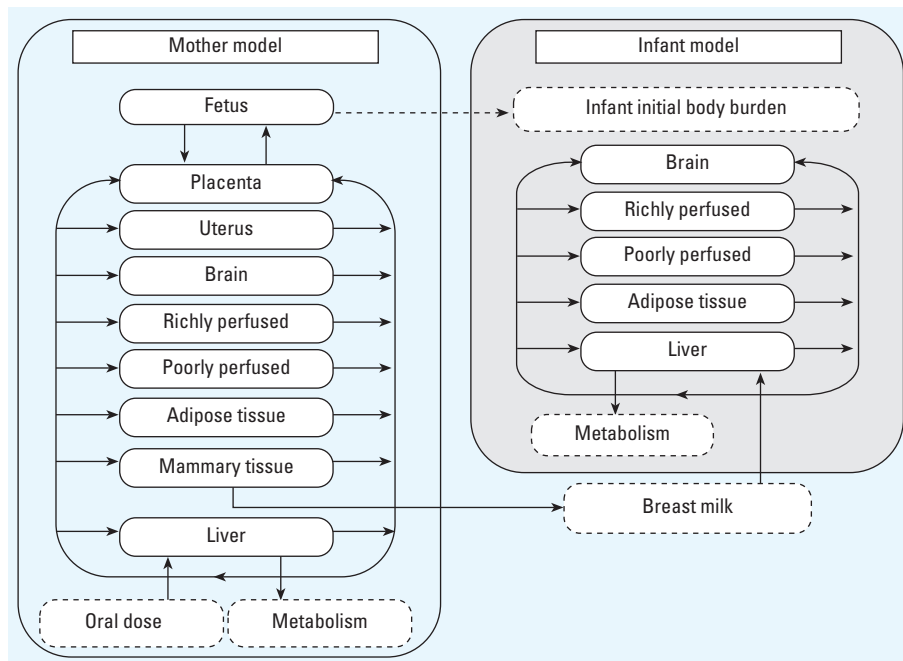 Mother model
Fetus
Placenta
Uterus
Brain
Richly perfused
Poorly perfused
Adipose tissue
Mammary tissue
Liver
Oral dose
Metabolism
Infant model
Infant initial body burden
Brain
Richly perfused
Poorly perfused
Adipose tissue
Liver
Metabolism
Breast milk